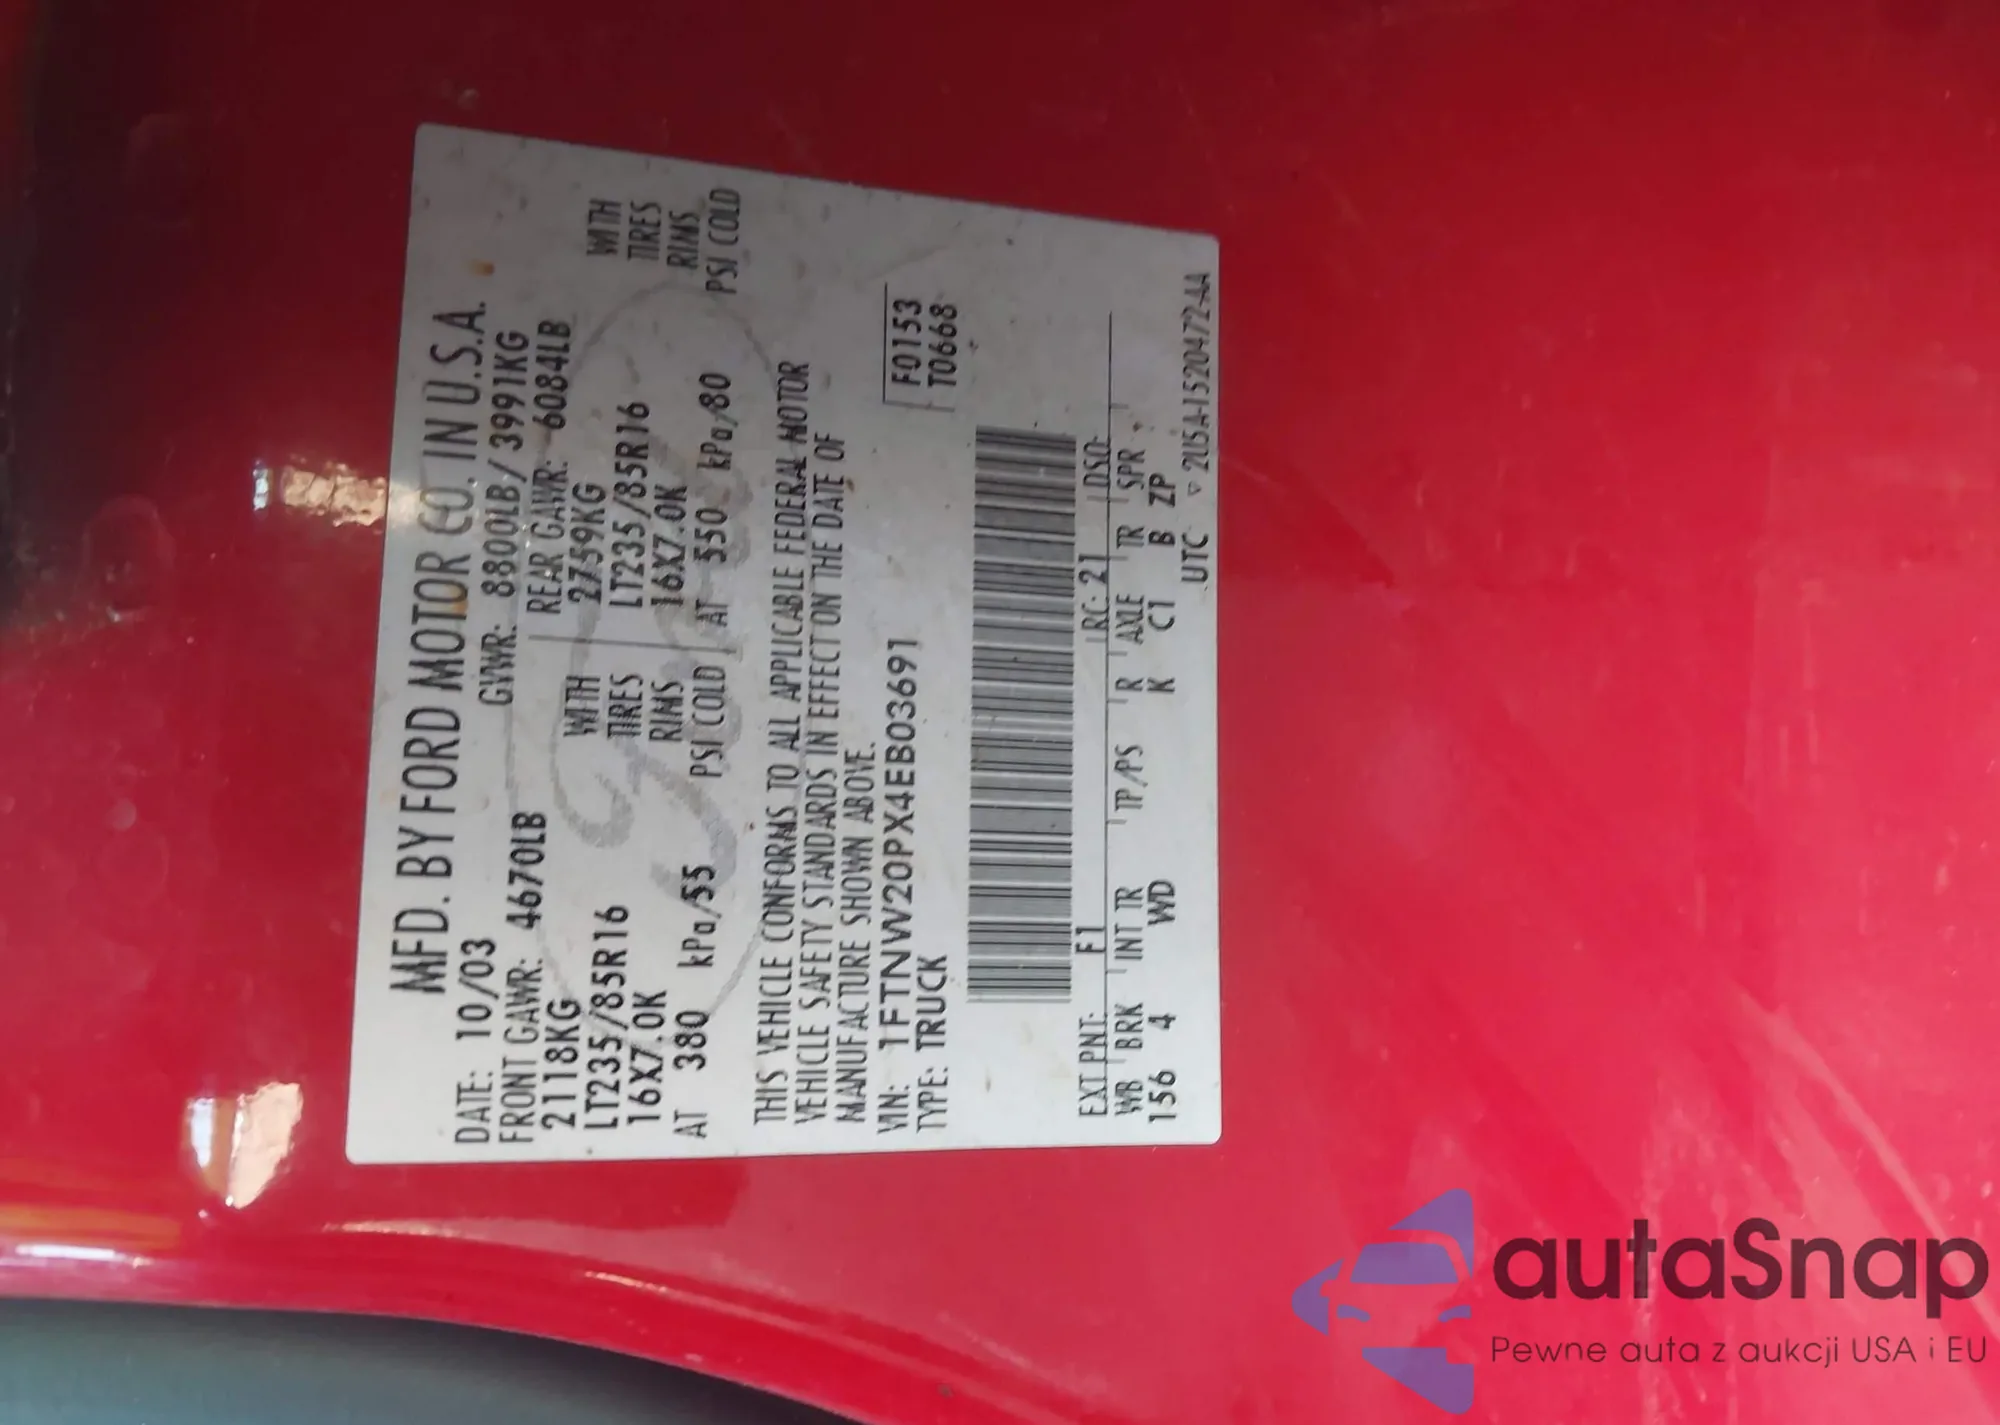 MFD. BY FORD MOTOR CO. IN U.S.A.
DATE: 10/03 GVWR: 8800LB/3991KG
FRONT GAWR: 4670LB REAR GAWR: 6084LB
2118KG WITH 2759KG WITH
LT235/85R16 TIRES LT235/85R16 TIRES
16X7.0K RIMS 16X7.0K RIMS
AT 380 kPa/55 PSI COLD AT 550 kPa/80 PSI COLD
THIS VEHICLE CONFORMS TO ALL APPLICABLE FEDERAL MOTOR
VEHICLE SAFETY STANDARDS IN EFFECT ON THE DATE OF
MANUFACTURE SHOWN ABOVE.
VIN: 1FTNW20PX4EB03691 F0153
TYPE: TRUCK T0668
EXT PNT: E1 RC: 21 DSO:
WB BRK INT TR TP/PS R AXLE TR SPR
156 4 WD K C1 B ZP
UTC 2U5A-1520472-AA
autaSnap
Pewne auta z aukcji USA i EU